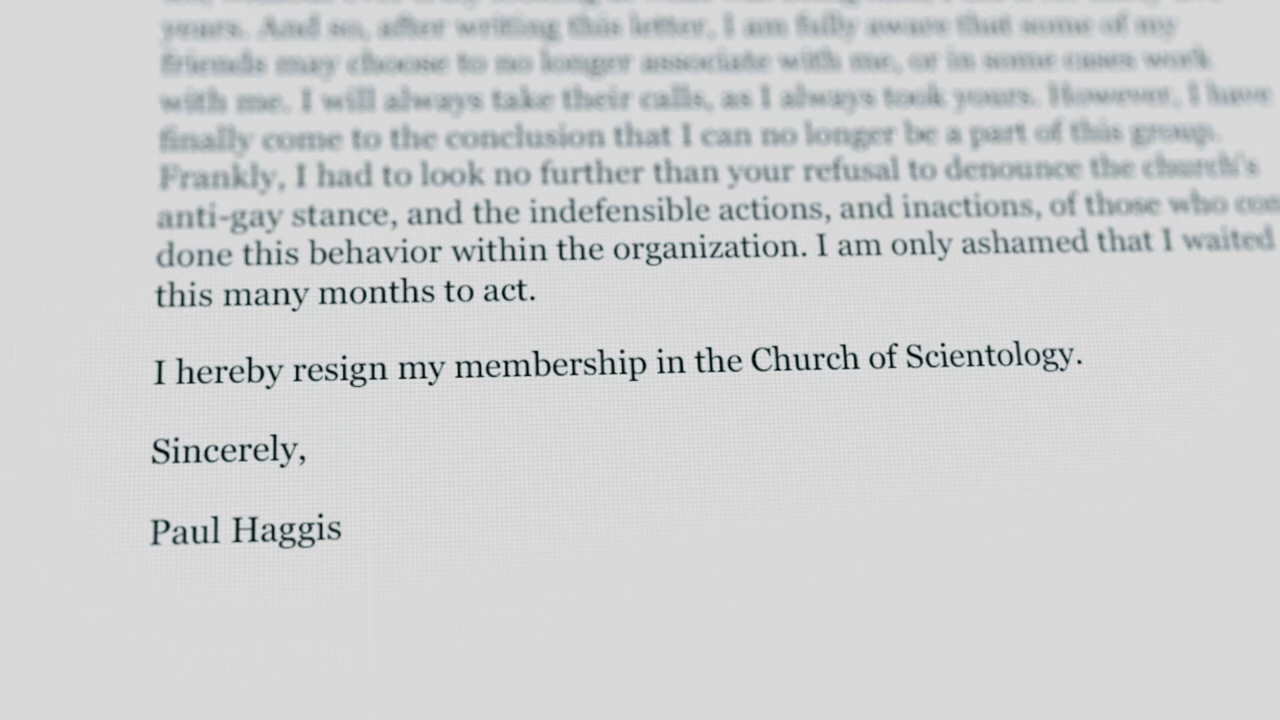 yours. And so, after writing this letter, I am fully aware that some of my
friends may choose to no longer associate with me, or in some cases work
with me. I will always take their calls, as I always took yours. However, I have
finally come to the conclusion that I can no longer be a part of this group.
Frankly, I had to look no further than your refusal to denounce the church's
anti-gay stance, and the indefensible actions, and inactions, of those who con
done this behavior within the organization. I am only ashamed that I waited
this many months to act.
I hereby resign my membership in the Church of Scientology.
Sincerely,
Paul Haggis